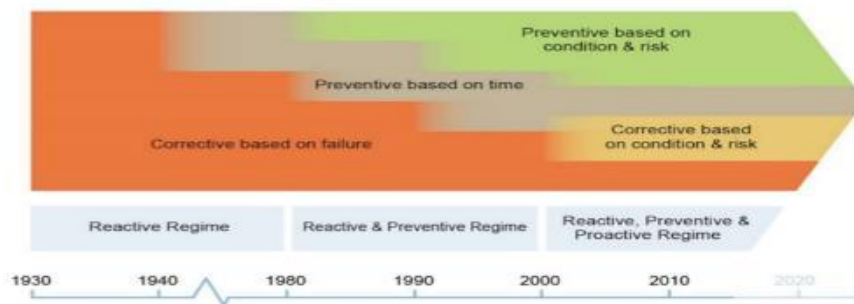 Preventive based on
condition & risk
Preventive based on time
Corrective based on failure
Corrective based
on condition & risk
Reactive Regime
Reactive & Preventive Regime
Reactive, Preventive &
Proactive Regime
1930 1940 1980 1990 2000 2010 2020